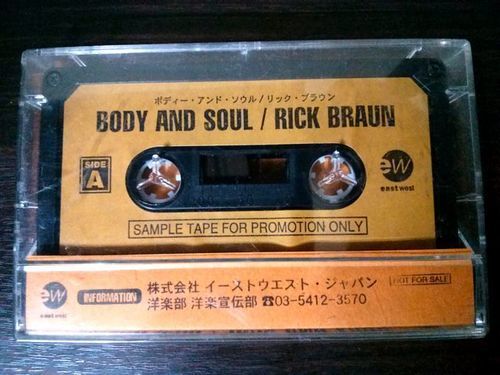 ボディー・アンド・ソウル/リック・ブラウン
BODY AND SOUL / RICK BRAUN
SIDE
A
ew
eastwest
SAMPLE TAPE FOR PROMOTION ONLY
ew
eastwest
INFORMATION
株式会社 イーストウエスト・ジャパン
NOT FOR SALE
洋楽部 洋楽宣伝部 ☎03-5412-3570